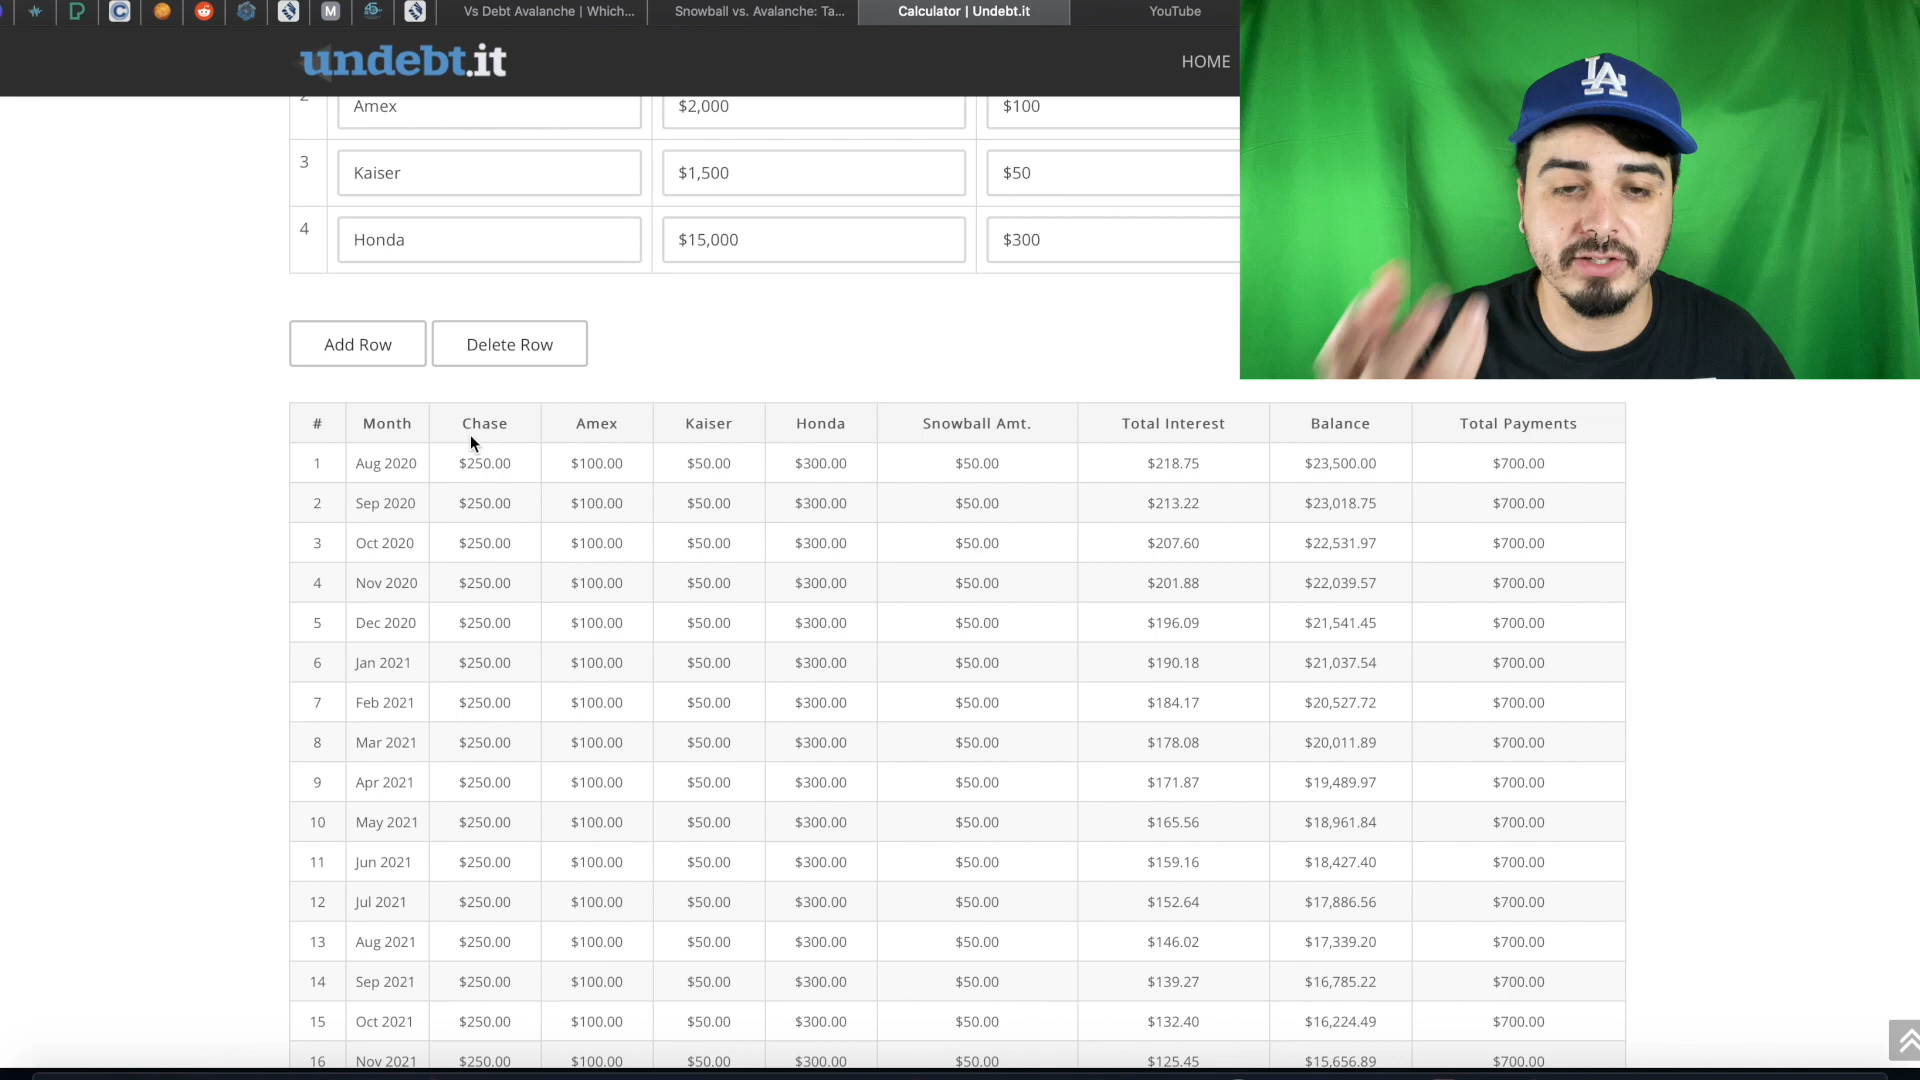 Vs Debt Avalanche | Which... Snowball vs. Avalanche: Ta... Calculator | Undebt.it YouTube
undebt.it HOME
LA
2 Amex $2,000 $100
3 Kaiser $1,500 $50
4 Honda $15,000 $300
Add Row Delete Row
# Month Chase Amex Kaiser Honda Snowball Amt. Total Interest Balance Total Payments
1 Aug 2020 $250.00 $100.00 $50.00 $300.00 $50.00 $218.75 $23,500.00 $700.00
2 Sep 2020 $250.00 $100.00 $50.00 $300.00 $50.00 $213.22 $23,018.75 $700.00
3 Oct 2020 $250.00 $100.00 $50.00 $300.00 $50.00 $207.60 $22,531.97 $700.00
4 Nov 2020 $250.00 $100.00 $50.00 $300.00 $50.00 $201.88 $22,039.57 $700.00
5 Dec 2020 $250.00 $100.00 $50.00 $300.00 $50.00 $196.09 $21,541.45 $700.00
6 Jan 2021 $250.00 $100.00 $50.00 $300.00 $50.00 $190.18 $21,037.54 $700.00
7 Feb 2021 $250.00 $100.00 $50.00 $300.00 $50.00 $184.17 $20,527.72 $700.00
8 Mar 2021 $250.00 $100.00 $50.00 $300.00 $50.00 $178.08 $20,011.89 $700.00
9 Apr 2021 $250.00 $100.00 $50.00 $300.00 $50.00 $171.87 $19,489.97 $700.00
10 May 2021 $250.00 $100.00 $50.00 $300.00 $50.00 $165.56 $18,961.84 $700.00
11 Jun 2021 $250.00 $100.00 $50.00 $300.00 $50.00 $159.16 $18,427.40 $700.00
12 Jul 2021 $250.00 $100.00 $50.00 $300.00 $50.00 $152.64 $17,886.56 $700.00
13 Aug 2021 $250.00 $100.00 $50.00 $300.00 $50.00 $146.02 $17,339.20 $700.00
14 Sep 2021 $250.00 $100.00 $50.00 $300.00 $50.00 $139.27 $16,785.22 $700.00
15 Oct 2021 $250.00 $100.00 $50.00 $300.00 $50.00 $132.40 $16,224.49 $700.00
16 Nov 2021 $250.00 $100.00 $50.00 $300.00 $50.00 $125.45 $15,656.89 $700.00